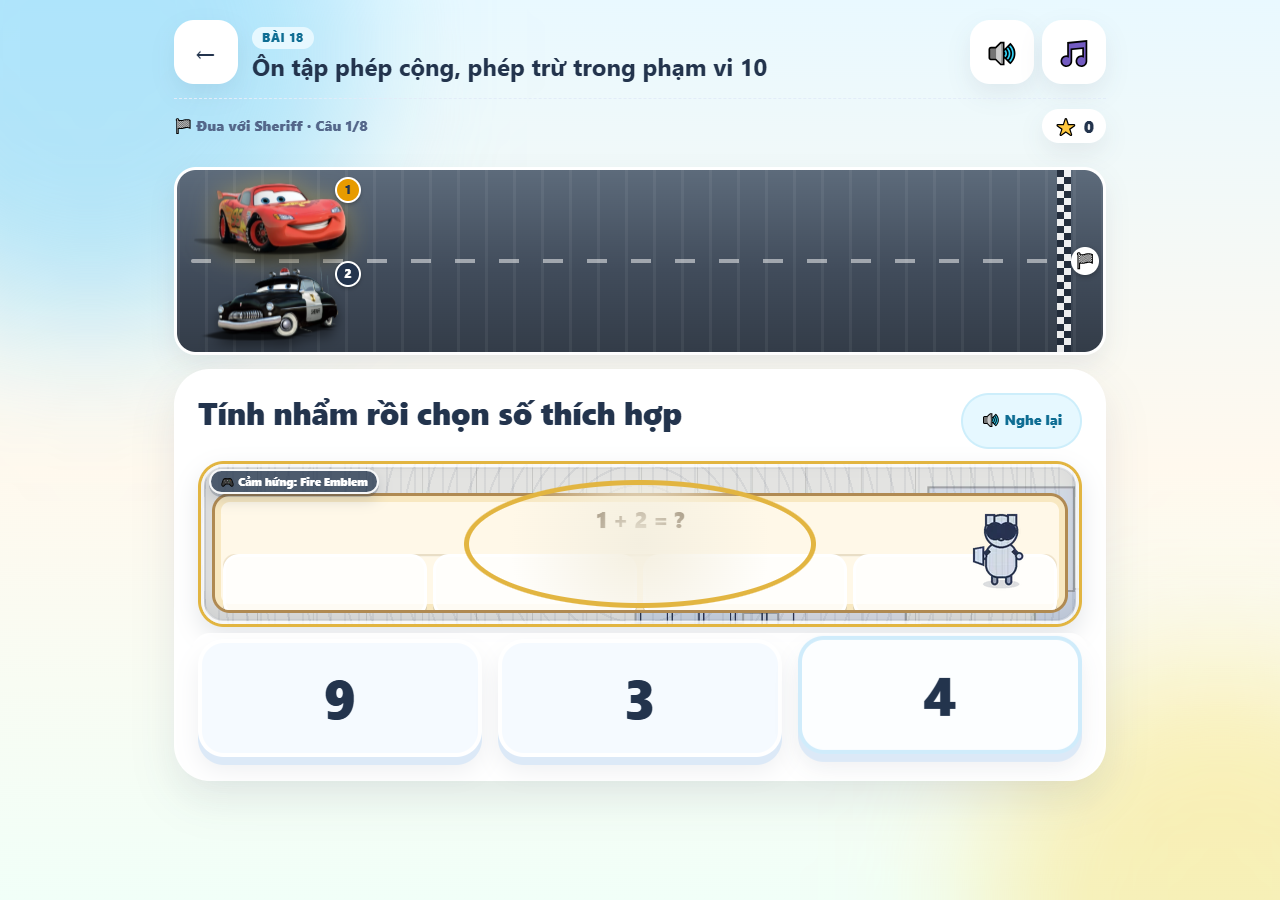 ←
BÀI 18
Ôn tập phép cộng, phép trừ trong phạm vi 10
Đua với Sheriff · Câu 1/8
0
1
2
Tính nhẩm rồi chọn số thích hợp
Nghe lại
Cảm hứng: Fire Emblem
1 + 2 = ?
9
3
4